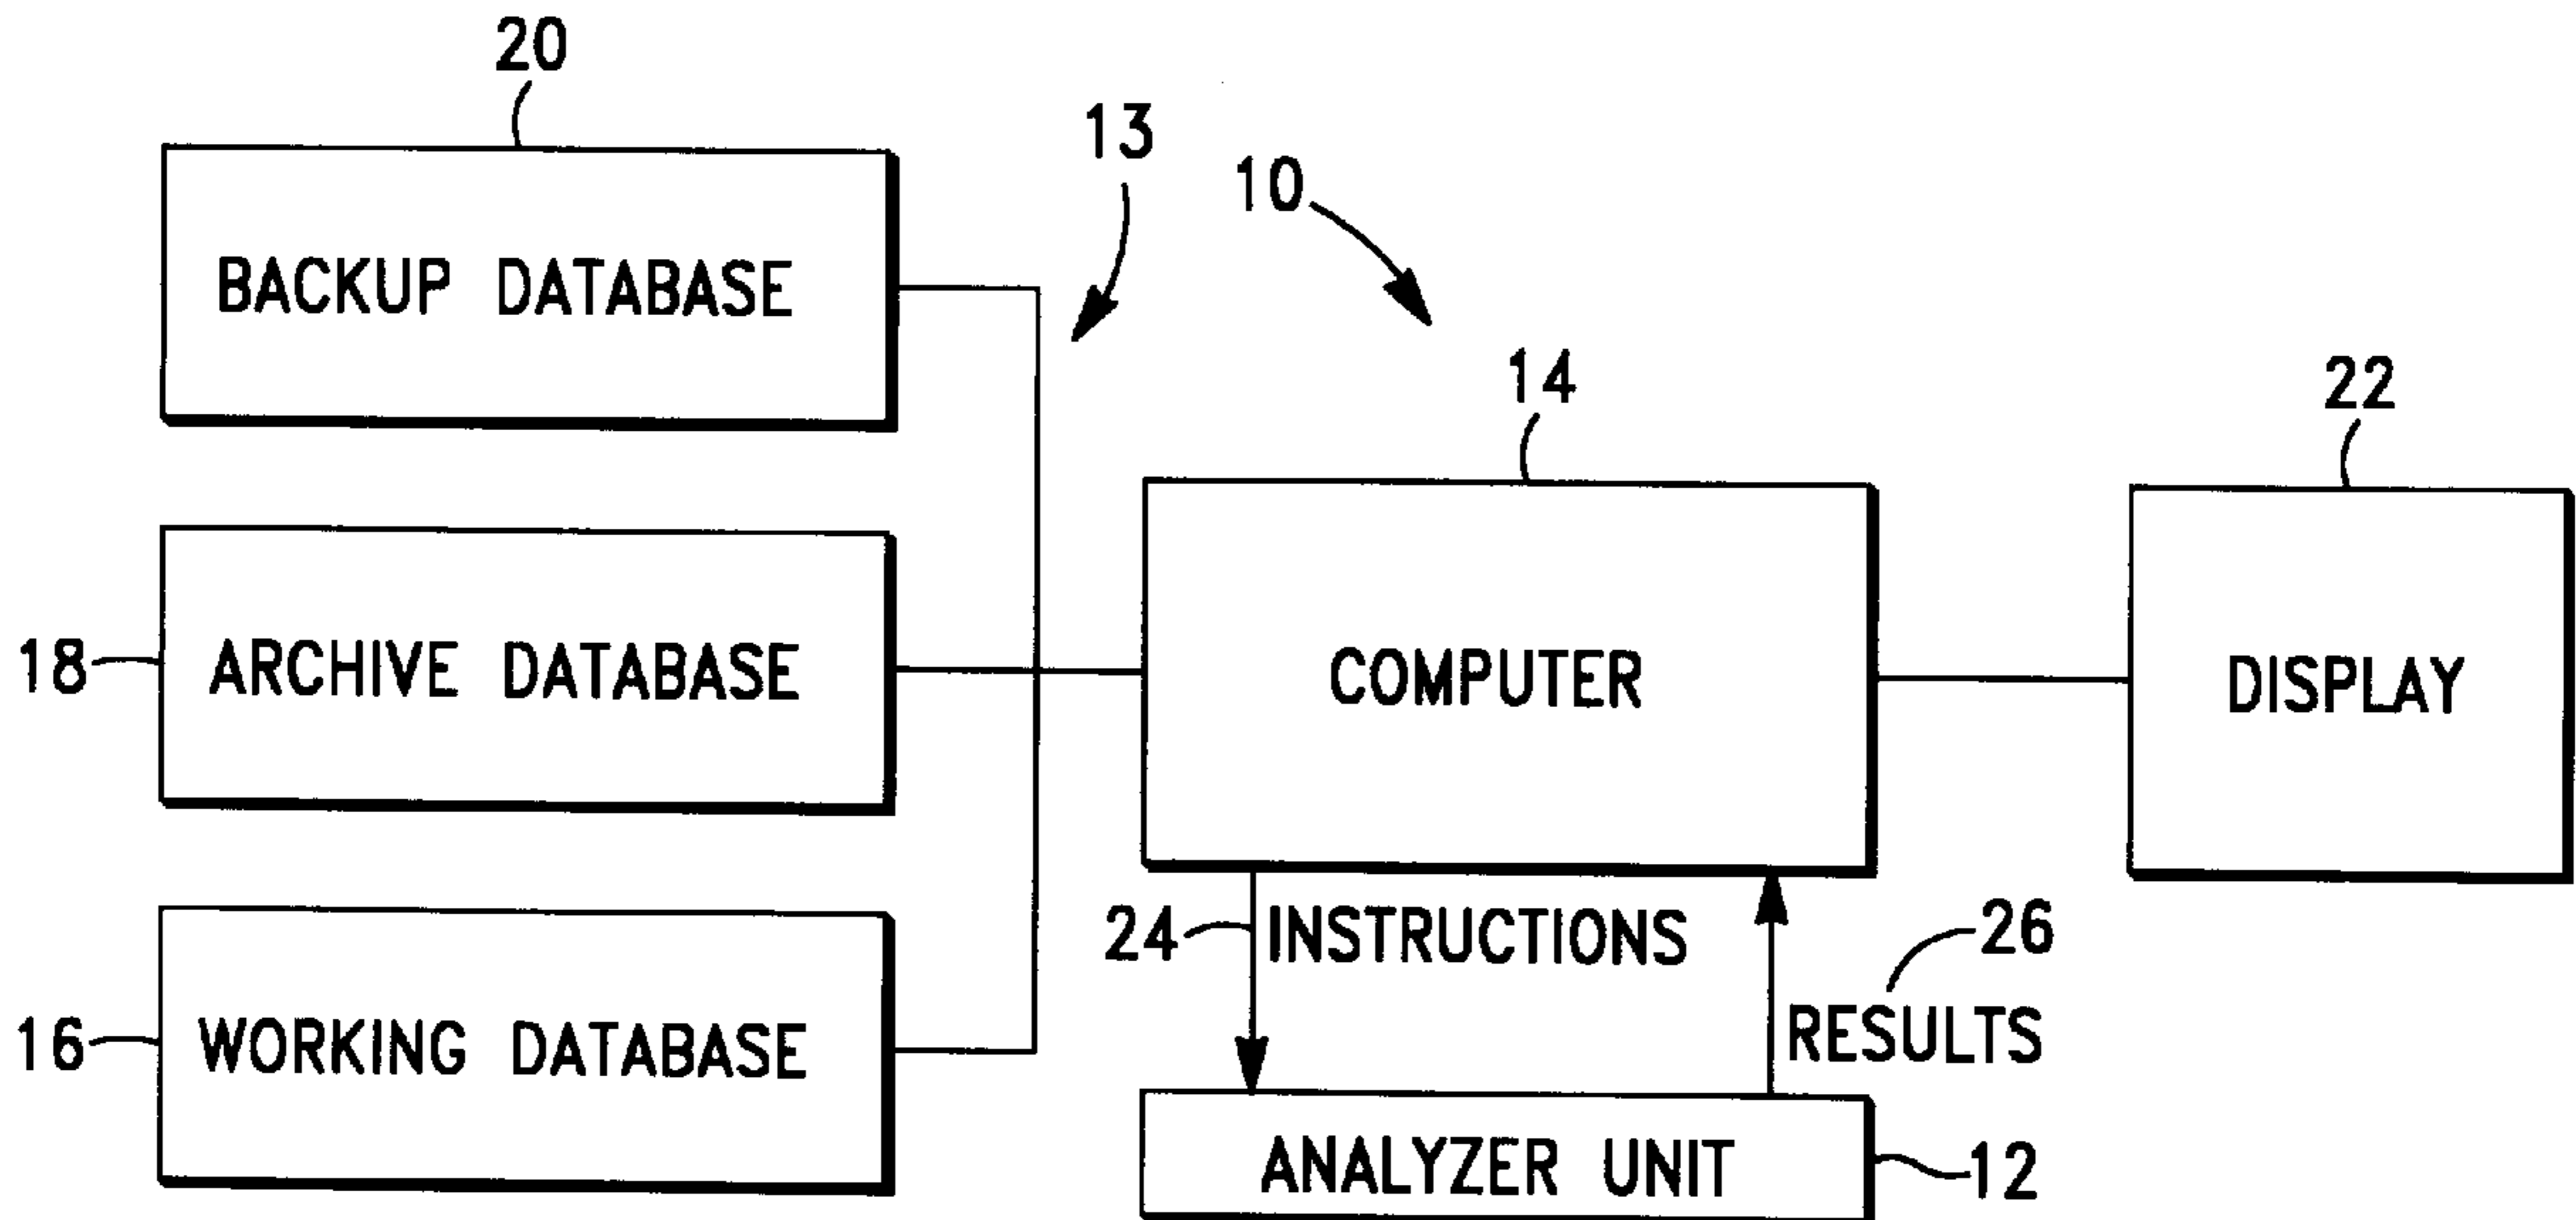 20
13
10
BACKUP DATABASE
14
22
18
ARCHIVE DATABASE
COMPUTER
DISPLAY
24
INSTRUCTIONS
26
RESULTS
16
WORKING DATABASE
ANALYZER UNIT
12